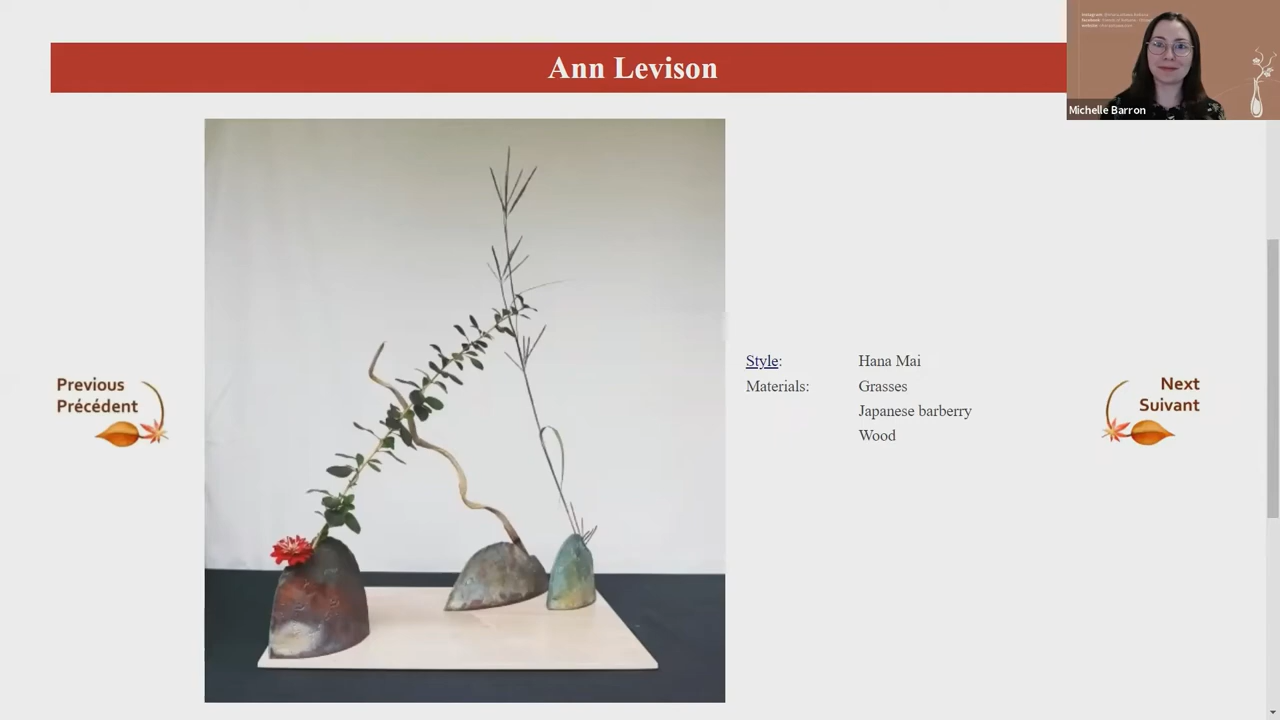 Ann Levison
Michelle Barron
Previous
Précédent
Style: Hana Mai
Materials: Grasses
Japanese barberry
Wood
Next
Suivant